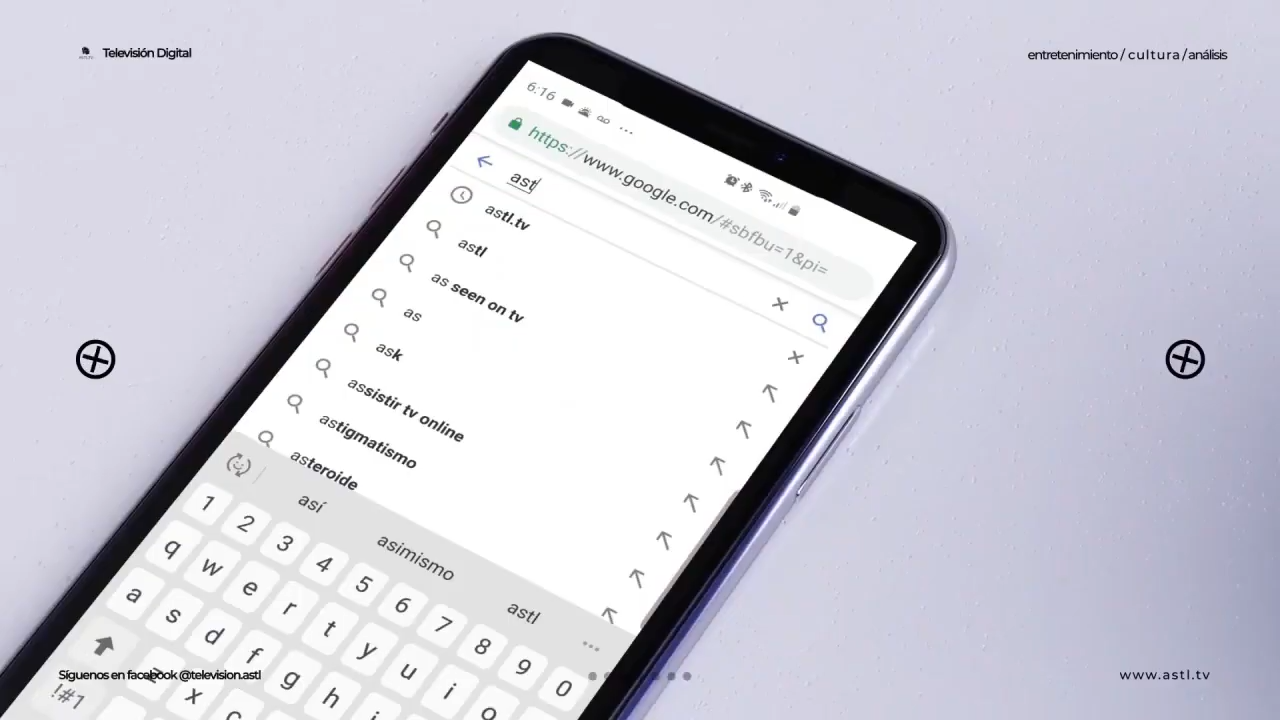 Televisión Digital
entretenimiento / cultura / análisis
6:16
https://www.google.com/#sbfbu=1&pi=
ast
astl.tv
astl
as seen on tv
as
ask
assistir tv online
astigmatismo
asteroide
así asimismo astl
1 2 3 4 5 6 7 8 9 0
q w e r t y u i o
a s d f g h
x
!#1
Síguenos en facebook @television.astl
www.astl.tv